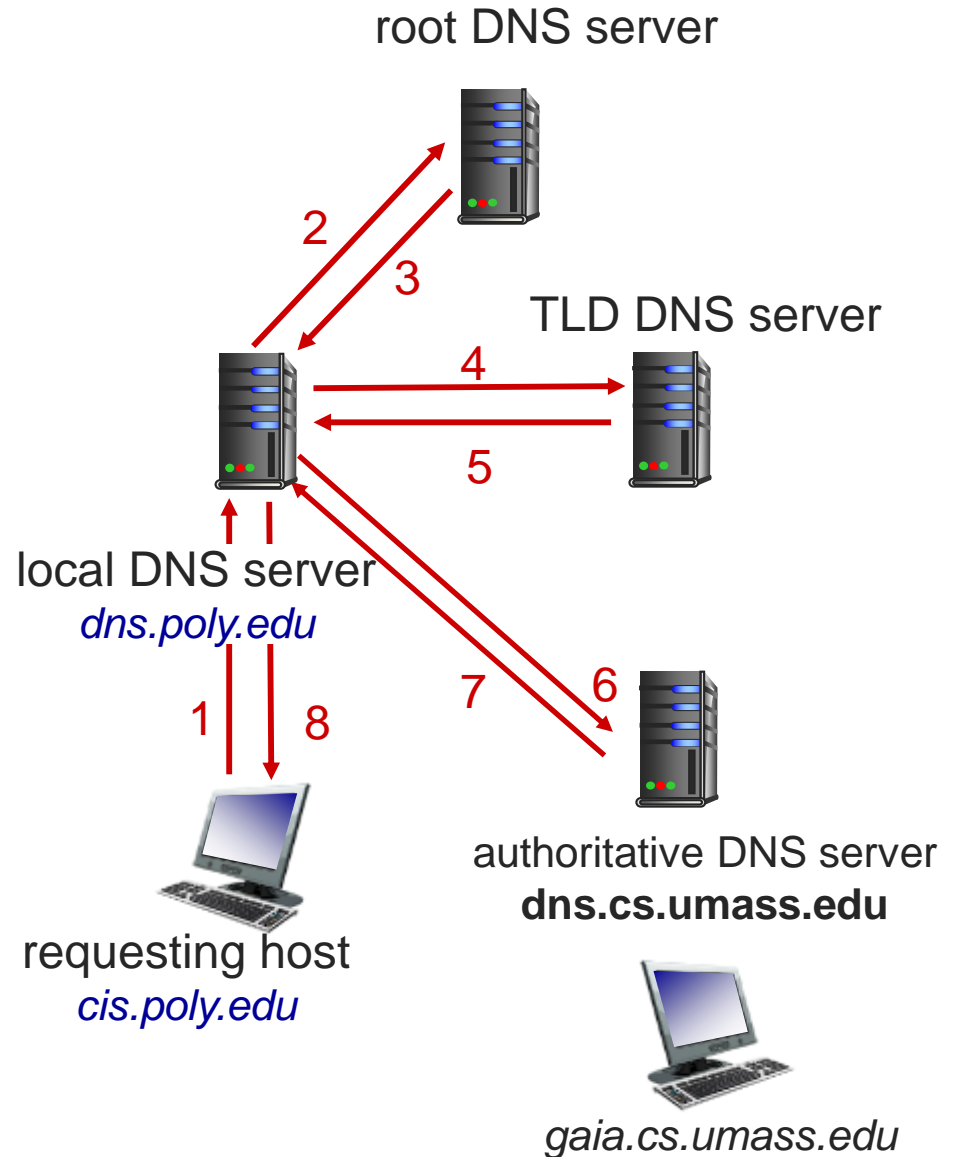 root DNS server
2
3
TLD DNS server
4
5
local DNS server
dns.poly.edu
1
8
7
6
authoritative DNS server
dns.cs.umass.edu
requesting host
cis.poly.edu
gaia.cs.umass.edu